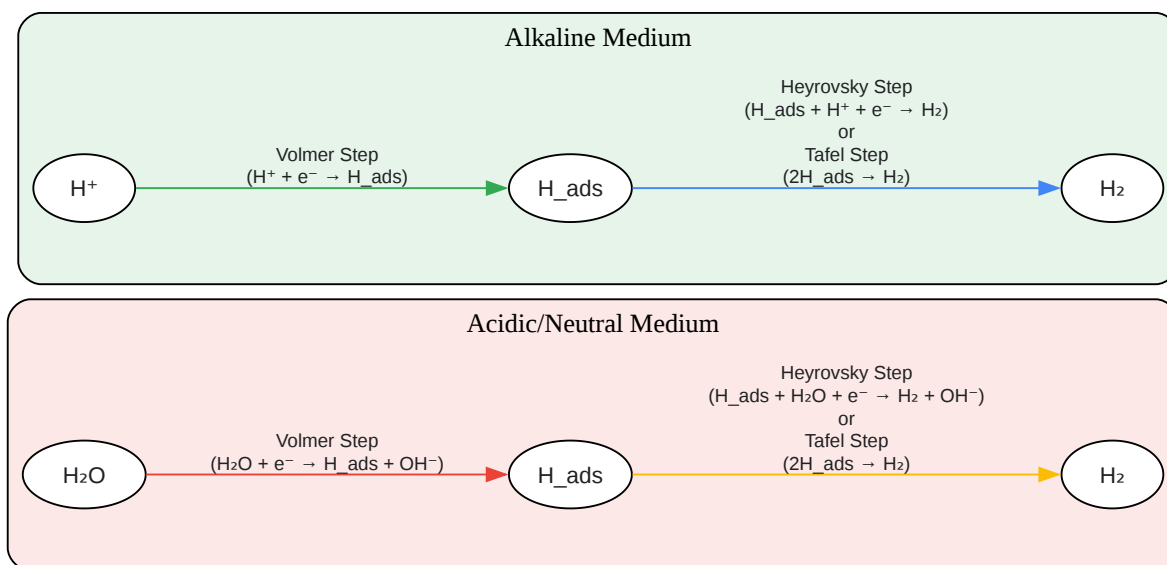 Alkaline Medium
Heyrovsky Step
(H_ads + H⁺ + e⁻ → H₂)
or
Volmer Step
(H⁺ + e⁻ → H_ads)
Tafel Step
(2H_ads → H₂)
H⁺
H_ads
H₂
Acidic/Neutral Medium
Heyrovsky Step
(H_ads + H₂O + e⁻ → H₂ + OH⁻)
or
Volmer Step
(H₂O + e⁻ → H_ads + OH⁻)
Tafel Step
(2H_ads → H₂)
H₂O
H_ads
H₂